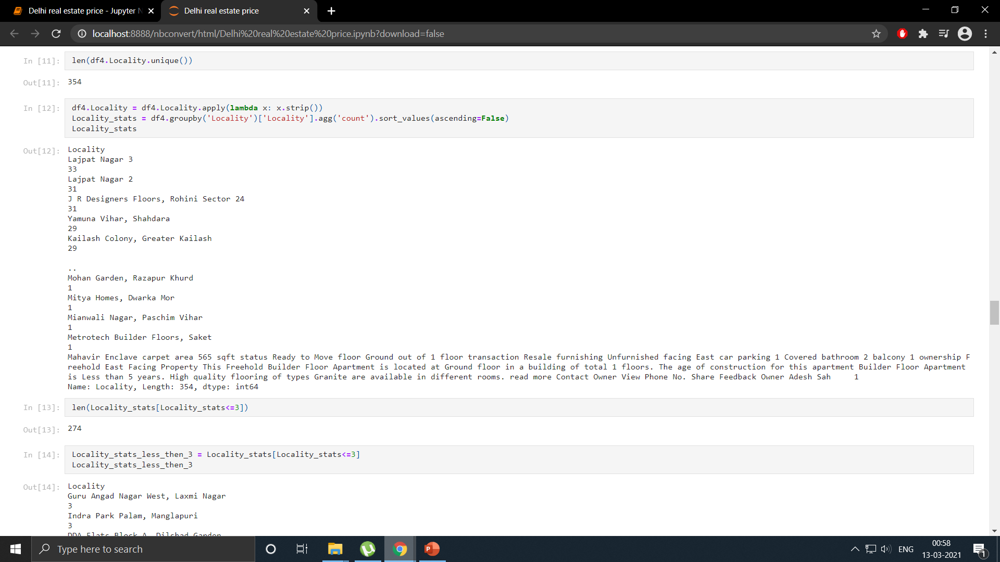 Delhi real estate price - Jupyter N
Delhi real estate price
localhost:8888/nbconvert/html/Delhi%20real%20estate%20price.ipynb?download=false
In [11]: len(df4.Locality.unique())
Out[11]: 354
In [12]: df4.Locality = df4.Locality.apply(lambda x: x.strip())
Locality_stats = df4.groupby('Locality')['Locality'].agg('count').sort_values(ascending=False)
Locality_stats
Out[12]: Locality
Lajpat Nagar 3
33
Lajpat Nagar 2
31
J R Designers Floors, Rohini Sector 24
31
Yamuna Vihar, Shahdara
29
Kailash Colony, Greater Kailash
29
..
Mohan Garden, Razapur Khurd
1
Mitya Homes, Dwarka Mor
1
Mianwali Nagar, Paschim Vihar
1
Metrotech Builder Floors, Saket
1
Mahavir Enclave carpet area 565 sqft status Ready to Move floor Ground out of 1 floor transaction Resale furnishing Unfurnished facing East car parking 1 Covered bathroom 2 balcony 1 ownership F
reehold East Facing Property This Freehold Builder Floor Apartment is located at Ground floor in a building of total 1 floors. The age of construction for this apartment Builder Floor Apartment
is Less than 5 years. High quality flooring of types Granite are available in different rooms. read more Contact Owner View Phone No. Share Feedback Owner Adesh Sah 1
Name: Locality, Length: 354, dtype: int64
In [13]: len(Locality_stats[Locality_stats<=3])
Out[13]: 274
In [14]: Locality_stats_less_then_3 = Locality_stats[Locality_stats<=3]
Locality_stats_less_then_3
Out[14]: Locality
Guru Angad Nagar West, Laxmi Nagar
3
Indra Park Palam, Manglapuri
3
DDA Flats Block A, Dilshad Garden
Type here to search
ENG
00:58
13-03-2021
1